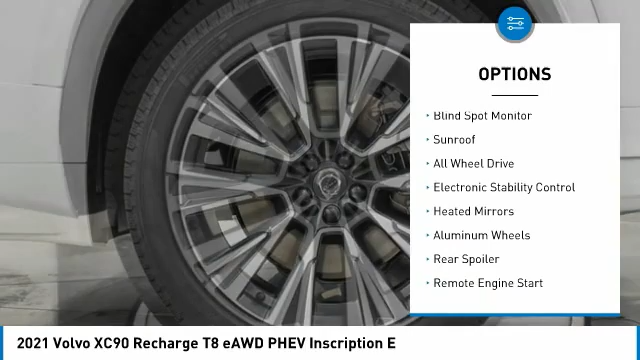 OPTIONS
Blind Spot Monitor
Sunroof
All Wheel Drive
Electronic Stability Control
Heated Mirrors
Aluminum Wheels
Rear Spoiler
Remote Engine Start
2021 Volvo XC90 Recharge T8 eAWD PHEV Inscription E